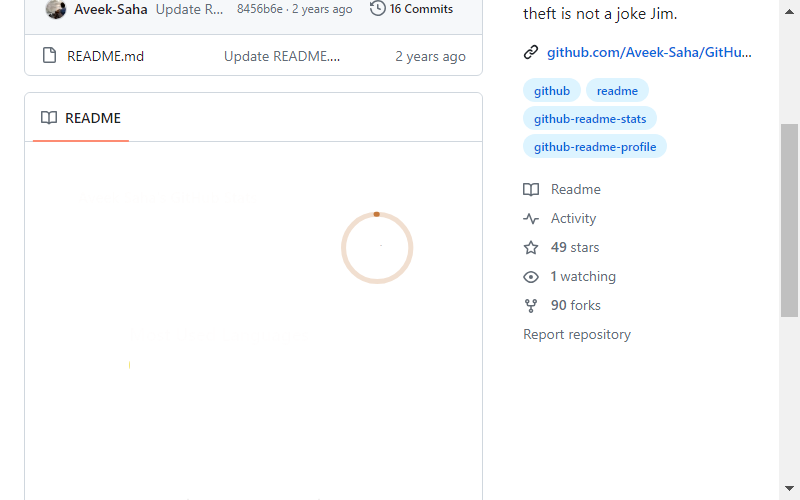 Aveek-Saha Update R... 8456b6e · 2 years ago 16 Commits
README.md Update README.... 2 years ago
README
theft is not a joke Jim.
github.com/Aveek-Saha/GitHu...
github readme
github-readme-stats
github-readme-profile
Readme
Activity
49 stars
1 watching
90 forks
Report repository